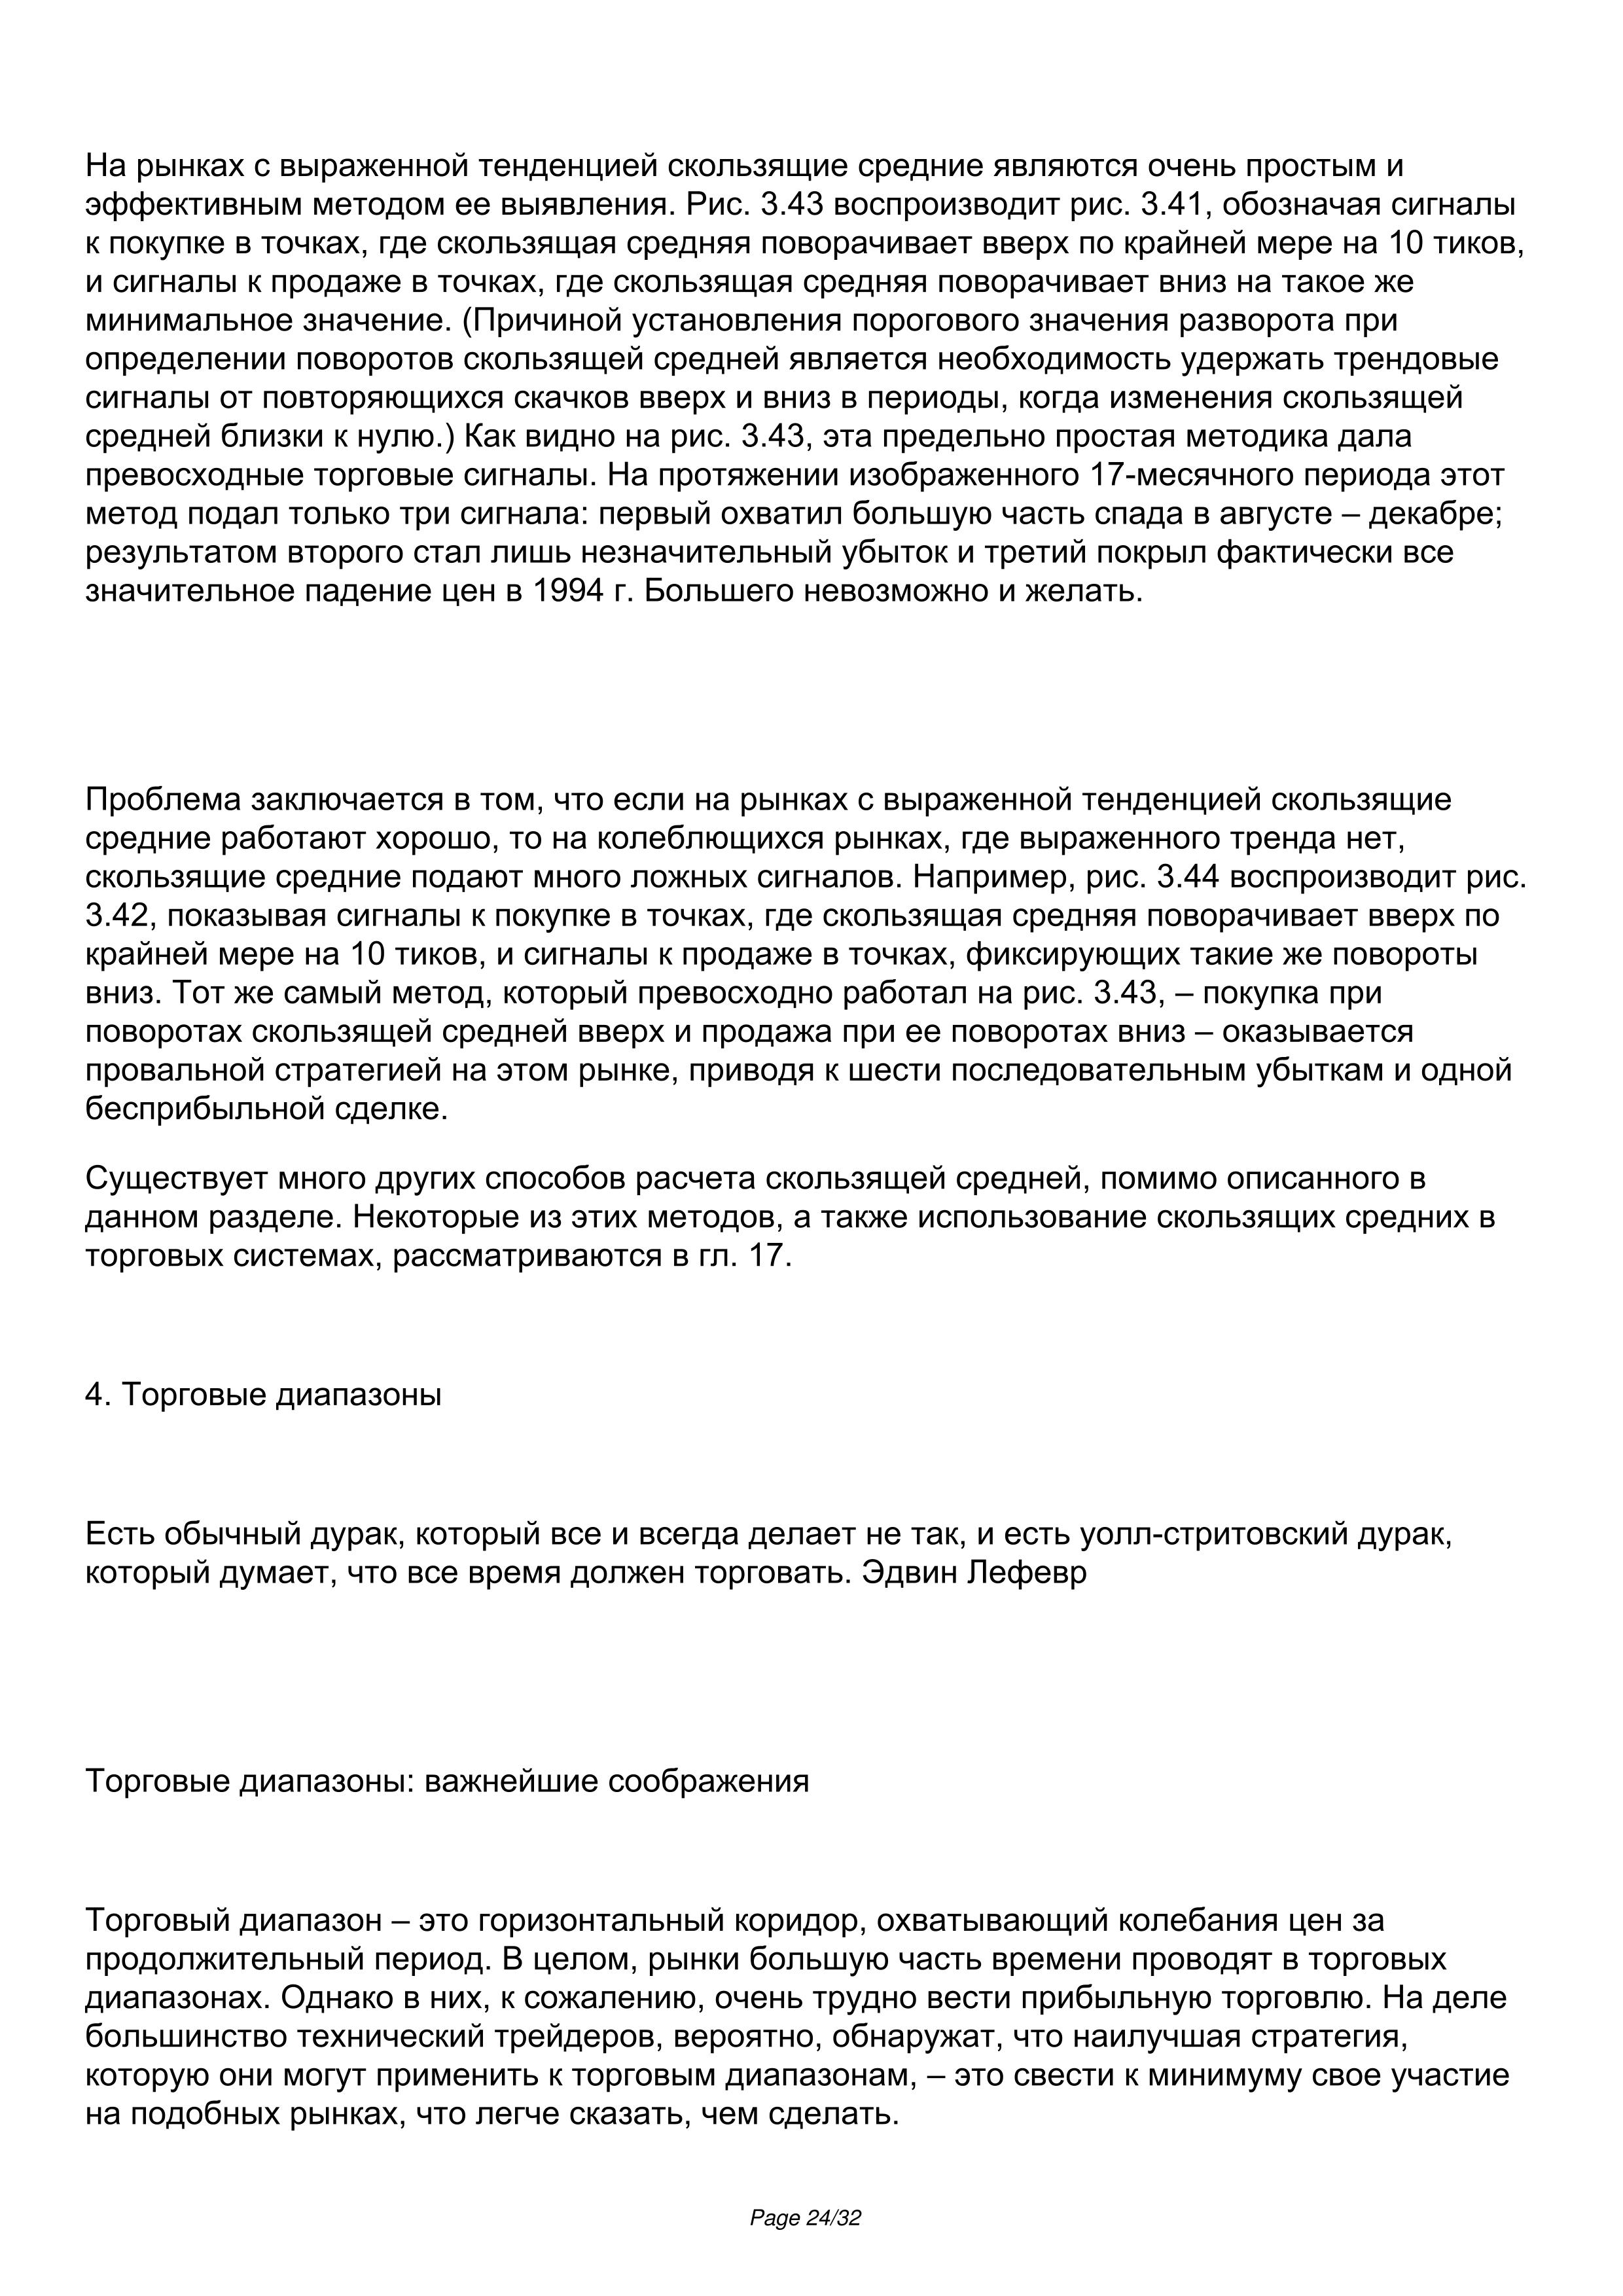 На рынках с выраженной тенденцией скользящие средние являются очень простым и
эффективным методом ее выявления. Рис. 3.43 воспроизводит рис. 3.41, обозначая сигналы
к покупке в точках, где скользящая средняя поворачивает вверх по крайней мере на 10 тиков,
и сигналы к продаже в точках, где скользящая средняя поворачивает вниз на такое же
минимальное значение. (Причиной установления порогового значения разворота при
определении поворотов скользящей средней является необходимость удержать трендовые
сигналы от повторяющихся скачков вверх и вниз в периоды, когда изменения скользящей
средней близки к нулю.) Как видно на рис. 3.43, эта предельно простая методика дала
превосходные торговые сигналы. На протяжении изображенного 17-месячного периода этот
метод подал только три сигнала: первый охватил большую часть спада в августе – декабре;
результатом второго стал лишь незначительный убыток и третий покрыл фактически все
значительное падение цен в 1994 г. Большего невозможно и желать.
Проблема заключается в том, что если на рынках с выраженной тенденцией скользящие
средние работают хорошо, то на колеблющихся рынках, где выраженного тренда нет,
скользящие средние подают много ложных сигналов. Например, рис. 3.44 воспроизводит рис.
3.42, показывая сигналы к покупке в точках, где скользящая средняя поворачивает вверх по
крайней мере на 10 тиков, и сигналы к продаже в точках, фиксирующих такие же повороты
вниз. Тот же самый метод, который превосходно работал на рис. 3.43, – покупка при
поворотах скользящей средней вверх и продажа при ее поворотах вниз – оказывается
провальной стратегией на этом рынке, приводя к шести последовательным убыткам и одной
бесприбыльной сделке.
Существует много других способов расчета скользящей средней, помимо описанного в
данном разделе. Некоторые из этих методов, а также использование скользящих средних в
торговых системах, рассматриваются в гл. 17.
4. Торговые диапазоны
Есть обычный дурак, который все и всегда делает не так, и есть уолл-стритовский дурак,
который думает, что все время должен торговать. Эдвин Лефевр
Торговые диапазоны: важнейшие соображения
Торговый диапазон – это горизонтальный коридор, охватывающий колебания цен за
продолжительный период. В целом, рынки большую часть времени проводят в торговых
диапазонах. Однако в них, к сожалению, очень трудно вести прибыльную торговлю. На деле
большинство технический трейдеров, вероятно, обнаружат, что наилучшая стратегия,
которую они могут применить к торговым диапазонам, – это свести к минимуму свое участие
на подобных рынках, что легче сказать, чем сделать.
Page 24/32